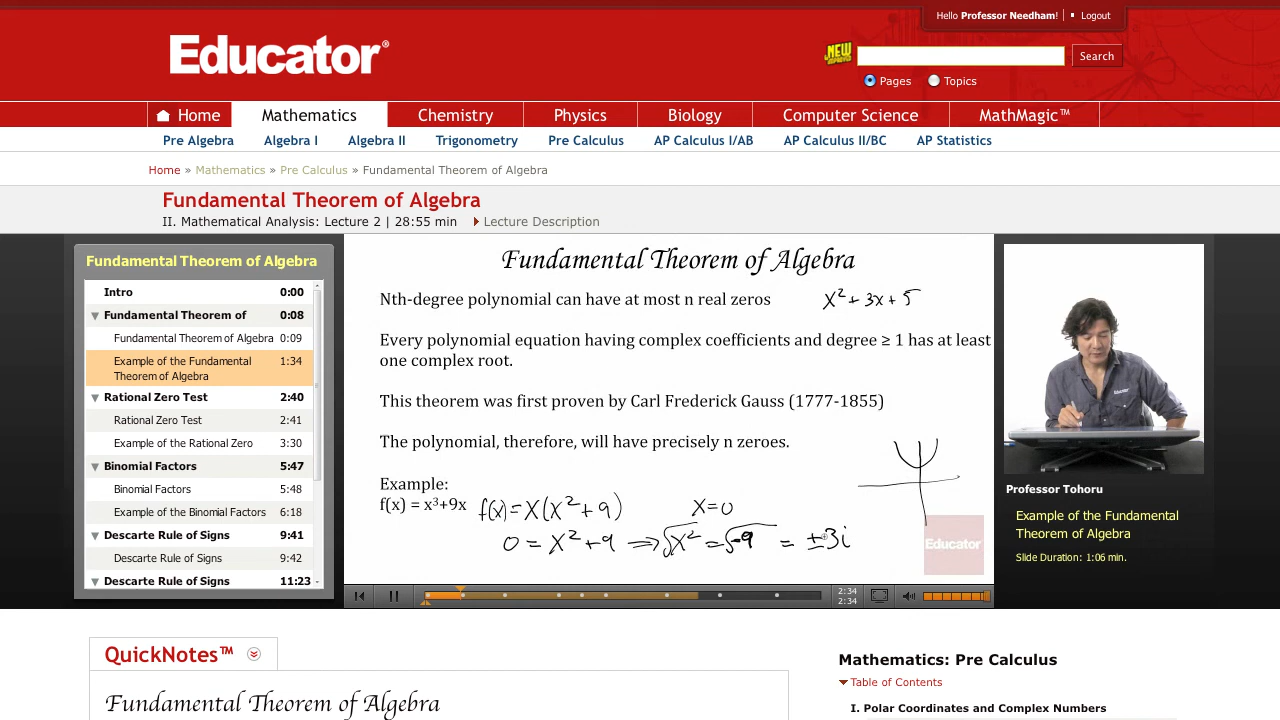 Hello Professor Needham! | Logout
Educator®
NEW
Search
Pages Topics
Home Mathematics Chemistry Physics Biology Computer Science MathMagic™
Pre Algebra Algebra I Algebra II Trigonometry Pre Calculus AP Calculus I/AB AP Calculus II/BC AP Statistics
Home » Mathematics » Pre Calculus » Fundamental Theorem of Algebra
Fundamental Theorem of Algebra
II. Mathematical Analysis: Lecture 2 | 28:55 min Lecture Description
Fundamental Theorem of Algebra
Intro 0:00
Fundamental Theorem of 0:08
Fundamental Theorem of Algebra 0:09
Example of the Fundamental
Theorem of Algebra 1:34
Rational Zero Test 2:40
Rational Zero Test 2:41
Example of the Rational Zero 3:30
Binomial Factors 5:47
Binomial Factors 5:48
Example of the Binomial Factors 6:18
Descarte Rule of Signs 9:41
Descarte Rule of Signs 9:42
Descarte Rule of Signs 11:23
Fundamental Theorem of Algebra
Nth-degree polynomial can have at most n real zeros x² + 3x + 5
Every polynomial equation having complex coefficients and degree ≥ 1 has at least
one complex root.
This theorem was first proven by Carl Frederick Gauss (1777-1855)
The polynomial, therefore, will have precisely n zeroes.
Example:
f(x) = x³+9x f(x) = x(x² + 9) x = 0
0 = x² + 9 ⇒ √x² = √-9 = ±3i
Educator
2:34
2:34
Educator
Professor Tohoru
Example of the Fundamental
Theorem of Algebra
Slide Duration: 1:06 min.
QuickNotes™
Fundamental Theorem of Algebra
Mathematics: Pre Calculus
Table of Contents
I. Polar Coordinates and Complex Numbers